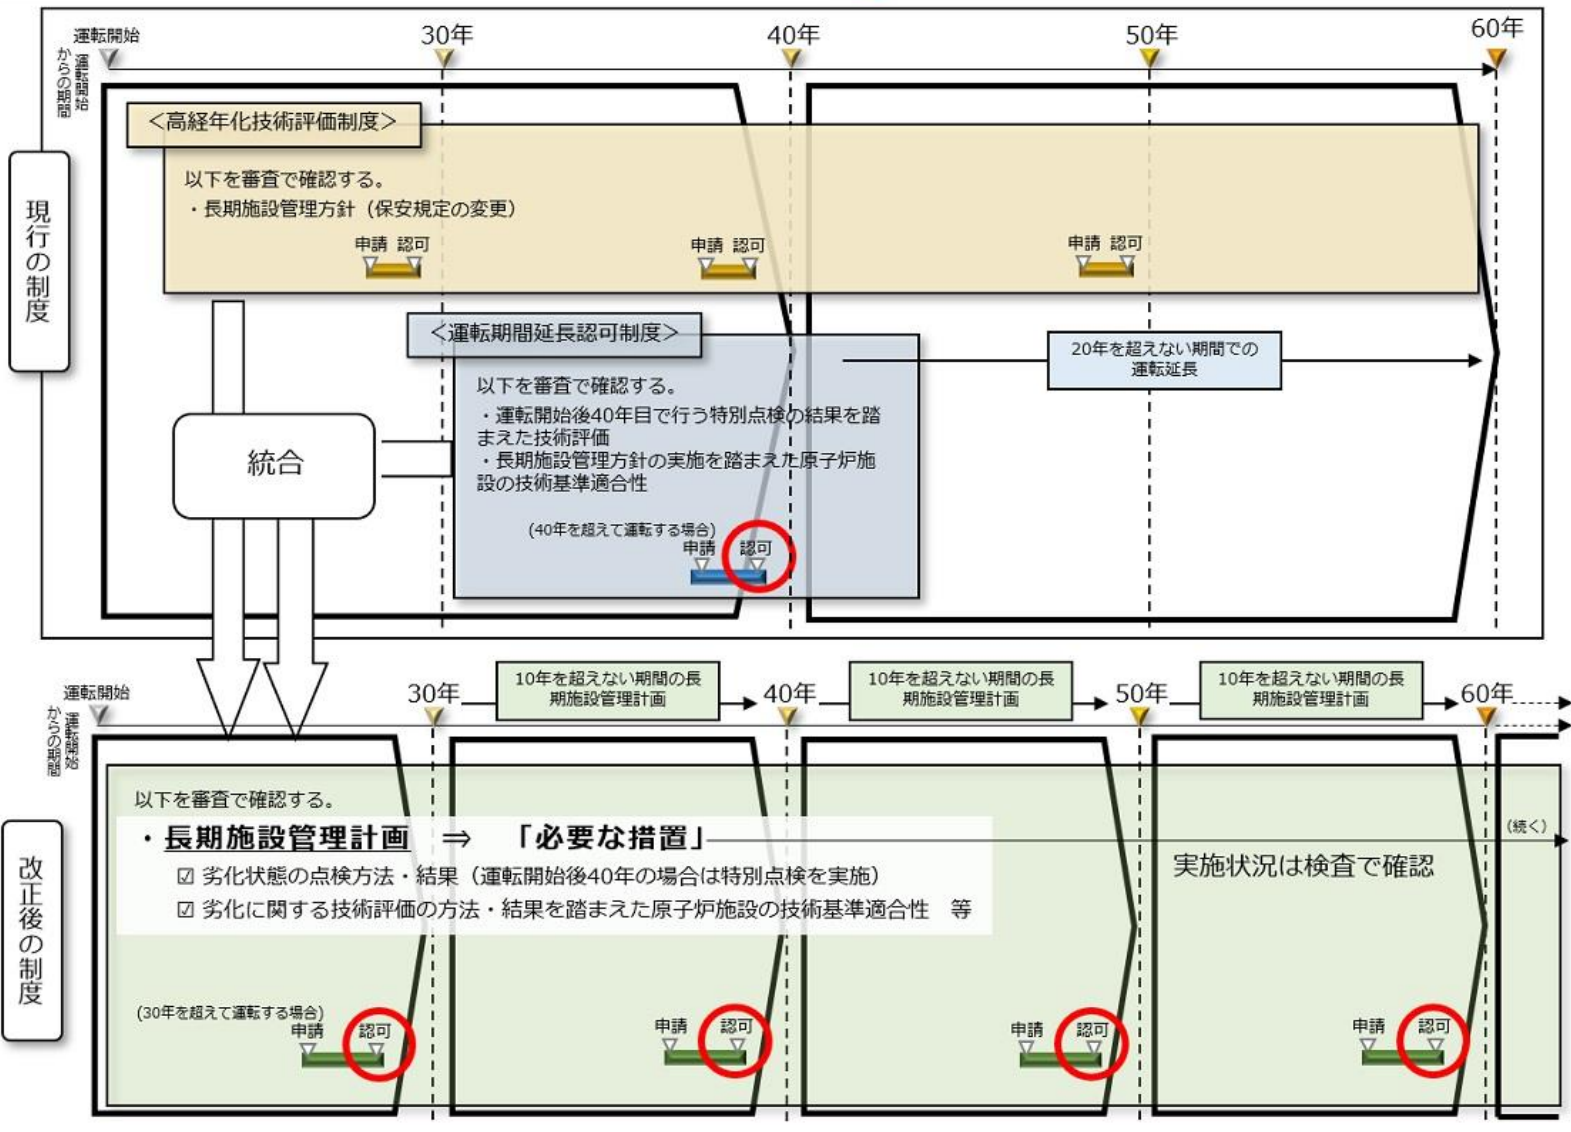 運転開始
30年
40年
50年
60年
運転開始
からの期間
現行の制度
＜高経年化技術評価制度＞
以下を審査で確認する。
・長期施設管理方針（保安規定の変更）
申請 認可
申請 認可
申請 認可
＜運転期間延長認可制度＞
以下を審査で確認する。
・運転開始後40年目で行う特別点検の結果を踏
まえた技術評価
・長期施設管理方針の実施を踏まえた原子炉施
設の技術基準適合性
(40年を超えて運転する場合)
申請 認可
20年を超えない期間での
運転延長
統合
運転開始
30年
10年を超えない期間の長
期施設管理計画
40年
10年を超えない期間の長
期施設管理計画
50年
10年を超えない期間の長
期施設管理計画
60年
運転開始
からの期間
改正後の制度
以下を審査で確認する。
・長期施設管理計画 ⇒ 「必要な措置」
☑ 劣化状態の点検方法・結果（運転開始後40年の場合は特別点検を実施）
☑ 劣化に関する技術評価の方法・結果を踏まえた原子炉施設の技術基準適合性 等
実施状況は検査で確認
(続く)
(30年を超えて運転する場合)
申請 認可
申請 認可
申請 認可
申請 認可